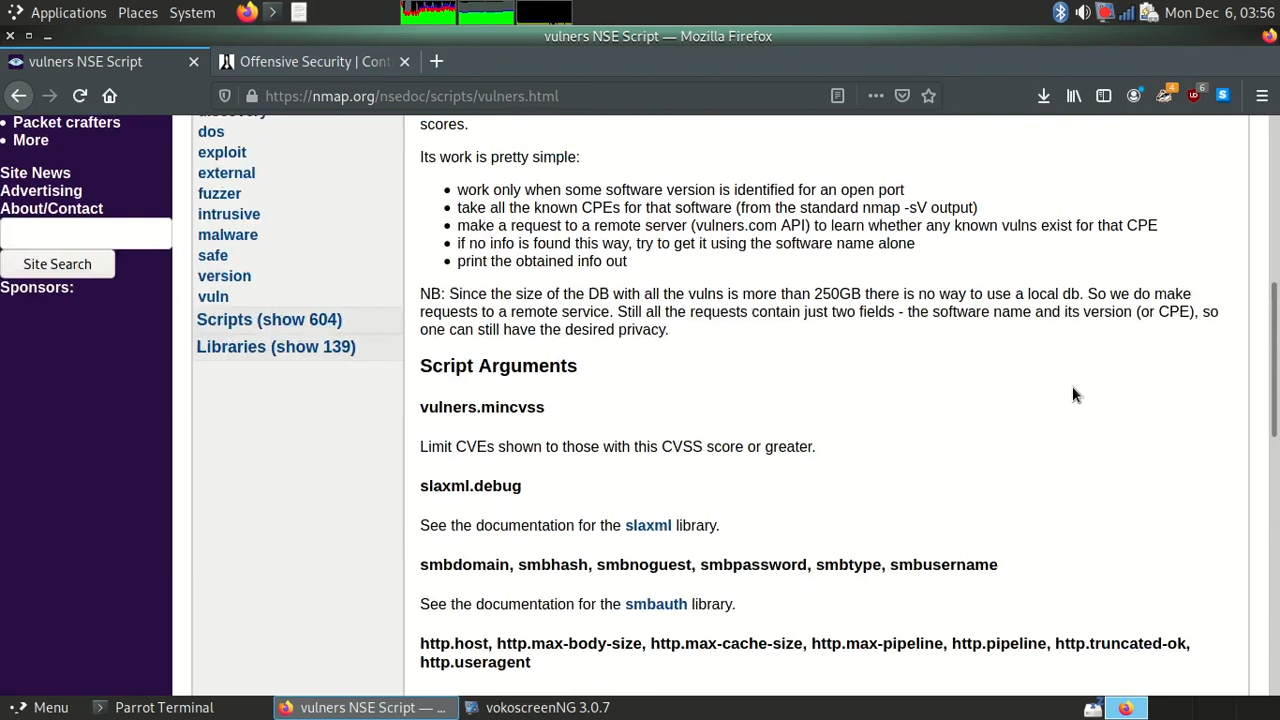 Applications Places System
Mon Dec 6, 03:56
vulners NSE Script — Mozilla Firefox
vulners NSE Script
Offensive Security | Cont
https://nmap.org/nsedoc/scripts/vulners.html
4
6
Packet crafters
More
Site News
Advertising
About/Contact
Site Search
Sponsors:
dos
exploit
external
fuzzer
intrusive
malware
safe
version
vuln
Scripts (show 604)
Libraries (show 139)
scores.
Its work is pretty simple:
work only when some software version is identified for an open port
take all the known CPEs for that software (from the standard nmap -sV output)
make a request to a remote server (vulners.com API) to learn whether any known vulns exist for that CPE
if no info is found this way, try to get it using the software name alone
print the obtained info out
NB: Since the size of the DB with all the vulns is more than 250GB there is no way to use a local db. So we do make
requests to a remote service. Still all the requests contain just two fields - the software name and its version (or CPE), so
one can still have the desired privacy.
Script Arguments
vulners.mincvss
Limit CVEs shown to those with this CVSS score or greater.
slaxml.debug
See the documentation for the slaxml library.
smbdomain, smbhash, smbnoguest, smbpassword, smbtype, smbusername
See the documentation for the smbauth library.
http.host, http.max-body-size, http.max-cache-size, http.max-pipeline, http.pipeline, http.truncated-ok,
http.useragent
Menu
Parrot Terminal
vulners NSE Script — ...
vokoscreenNG 3.0.7